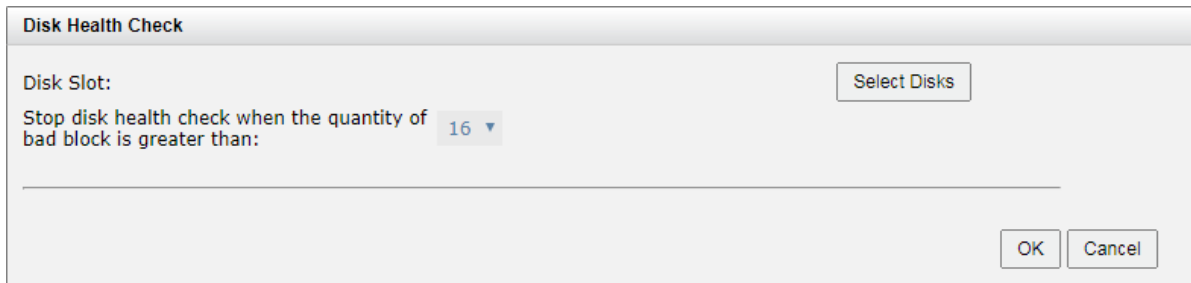 Disk Health Check
Disk Slot:
Select Disks
Stop disk health check when the quantity of
bad block is greater than:
16
OK
Cancel